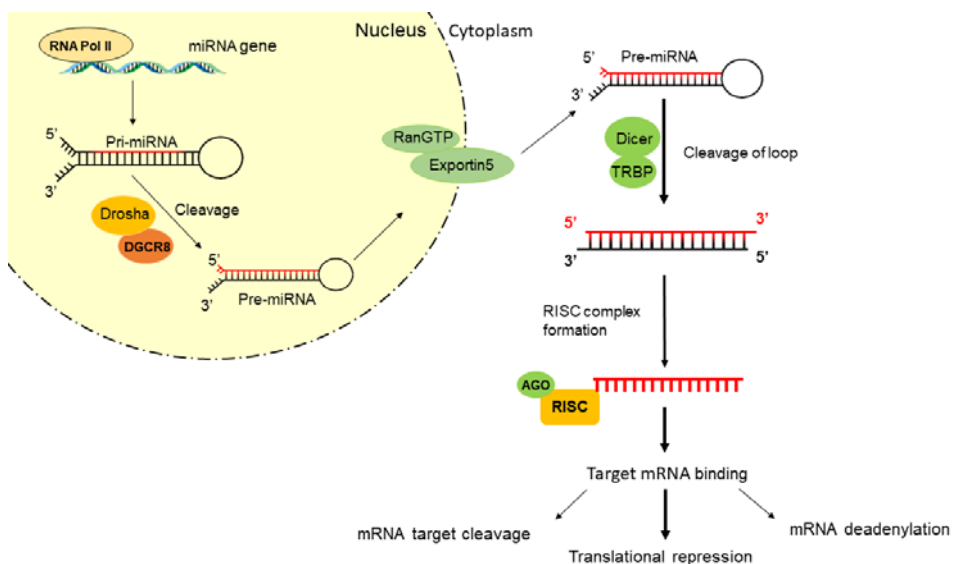 Nucleus
Cytoplasm
RNA Pol II
miRNA gene
5’
Pri-miRNA
3’
Drosha
DGCR8
Cleavage
5’
3’
Pre-miRNA
RanGTP
Exportin5
5’
Pre-miRNA
3’
Dicer
TRBP
Cleavage of loop
5’
3’
3’
5’
RISC complex
formation
AGO
RISC
Target mRNA binding
mRNA target cleavage
mRNA deadenylation
Translational repression